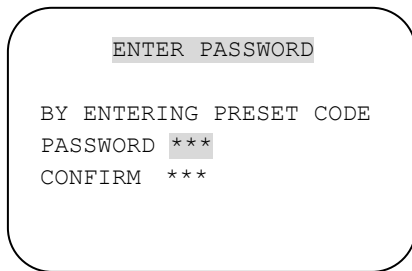 ENTER PASSWORD
BY ENTERING PRESET CODE
PASSWORD ***
CONFIRM ***